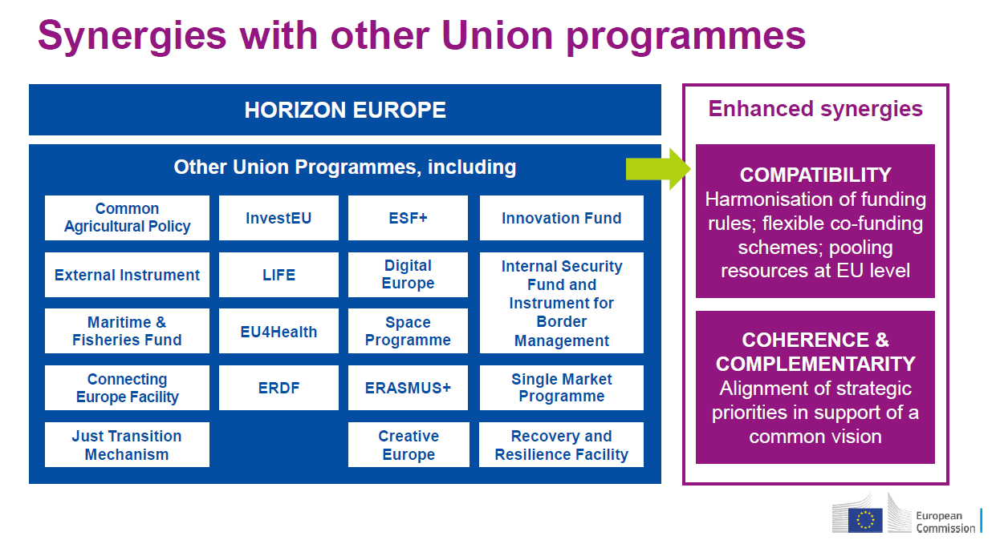 Synergies with other Union programmes
HORIZON EUROPE
Other Union Programmes, including
Common
Agricultural Policy
InvestEU
ESF+
Innovation Fund
External Instrument
LIFE
Digital
Europe
Internal Security
Fund and
Instrument for
Border
Management
Maritime &
Fisheries Fund
EU4Health
Space
Programme
Connecting
Europe Facility
ERDF
ERASMUS+
Single Market
Programme
Just Transition
Mechanism
Creative
Europe
Recovery and
Resilience Facility
Enhanced synergies
COMPATIBILITY
Harmonisation of funding
rules; flexible co-funding
schemes; pooling
resources at EU level
COHERENCE &
COMPLEMENTARITY
Alignment of strategic
priorities in support of a
common vision
European
Commission